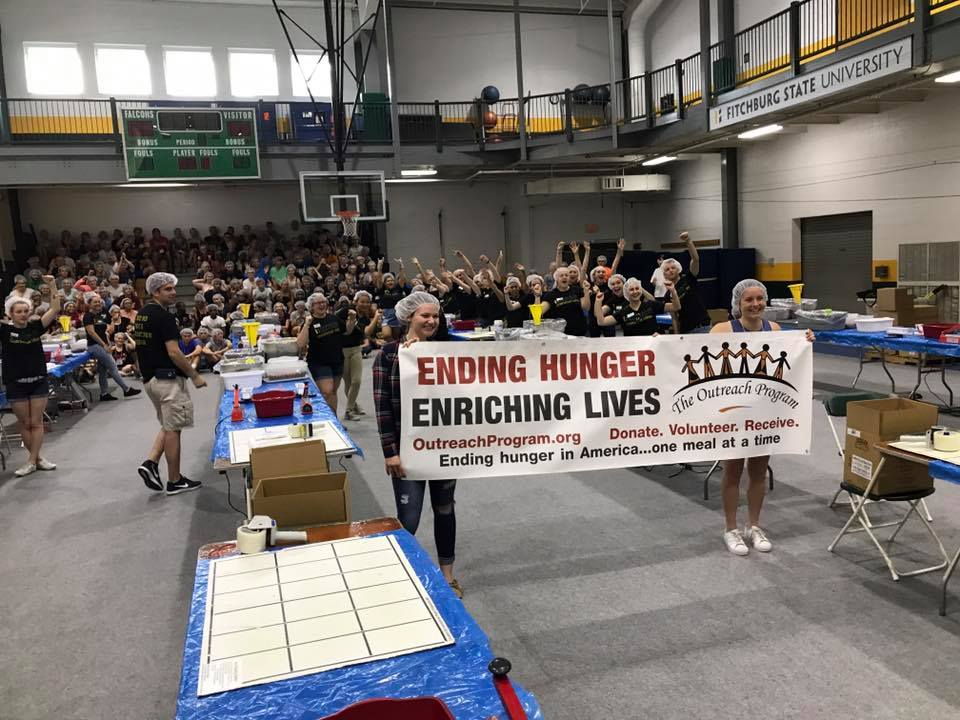 FITCHBURG STATE UNIVERSITY
FALCONS VISITOR
BONUS PERIOD BONUS
FOULS PLAYER FOULS FOULS
ENDING HUNGER
ENRICHING LIVES
The Outreach Program
OutreachProgram.org Donate. Volunteer. Receive.
Ending hunger in America...one meal at a time